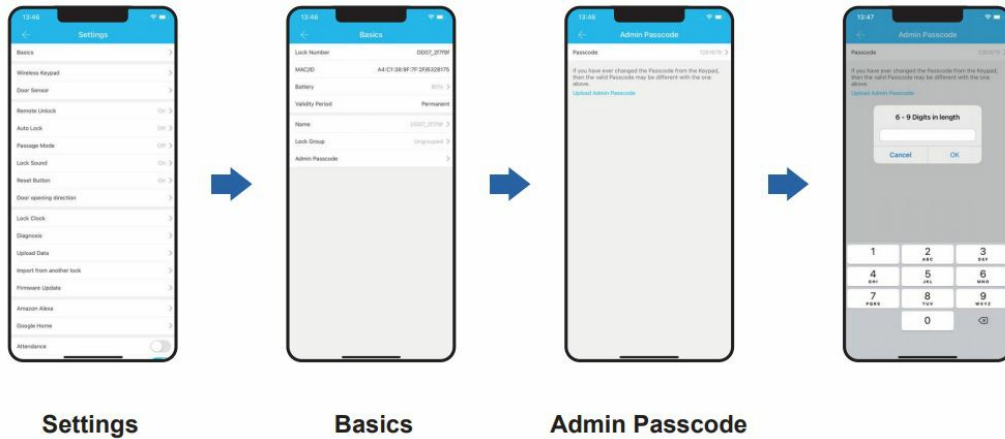 13:46
Settings
Basics
Wireless Keypad
Door Sensor
Remote Unlock On
Auto Lock Off
Passage Mode Off
Lock Sound On
Reset Button On
Door opening direction
Lock Clock
Diagnosis
Upload Data
Import from another lock
Firmware Update
Amazon Alexa
Google Home
Attendance
13:46
Basics
Lock Number
MAC/ID
Battery 80%
Validity Period Permanent
Name
Lock Group Ungrouped
Admin Passcode
13:46
Admin Passcode
Passcode
If you have ever changed the Passcode from the Keypad,
then the valid Passcode may be different with the one
above.
Upload Admin Passcode
13:47
Admin Passcode
Passcode
If you have ever changed the Passcode from the Keypad,
then the valid Passcode may be different with the one
above.
Upload Admin Passcode
6 - 9 Digits in length
Cancel OK
1 2 3
ABC DEF
4 5 6
GHI JKL MNO
7 8 9
PQRS TUV WXYZ
0
Settings
Basics
Admin Passcode